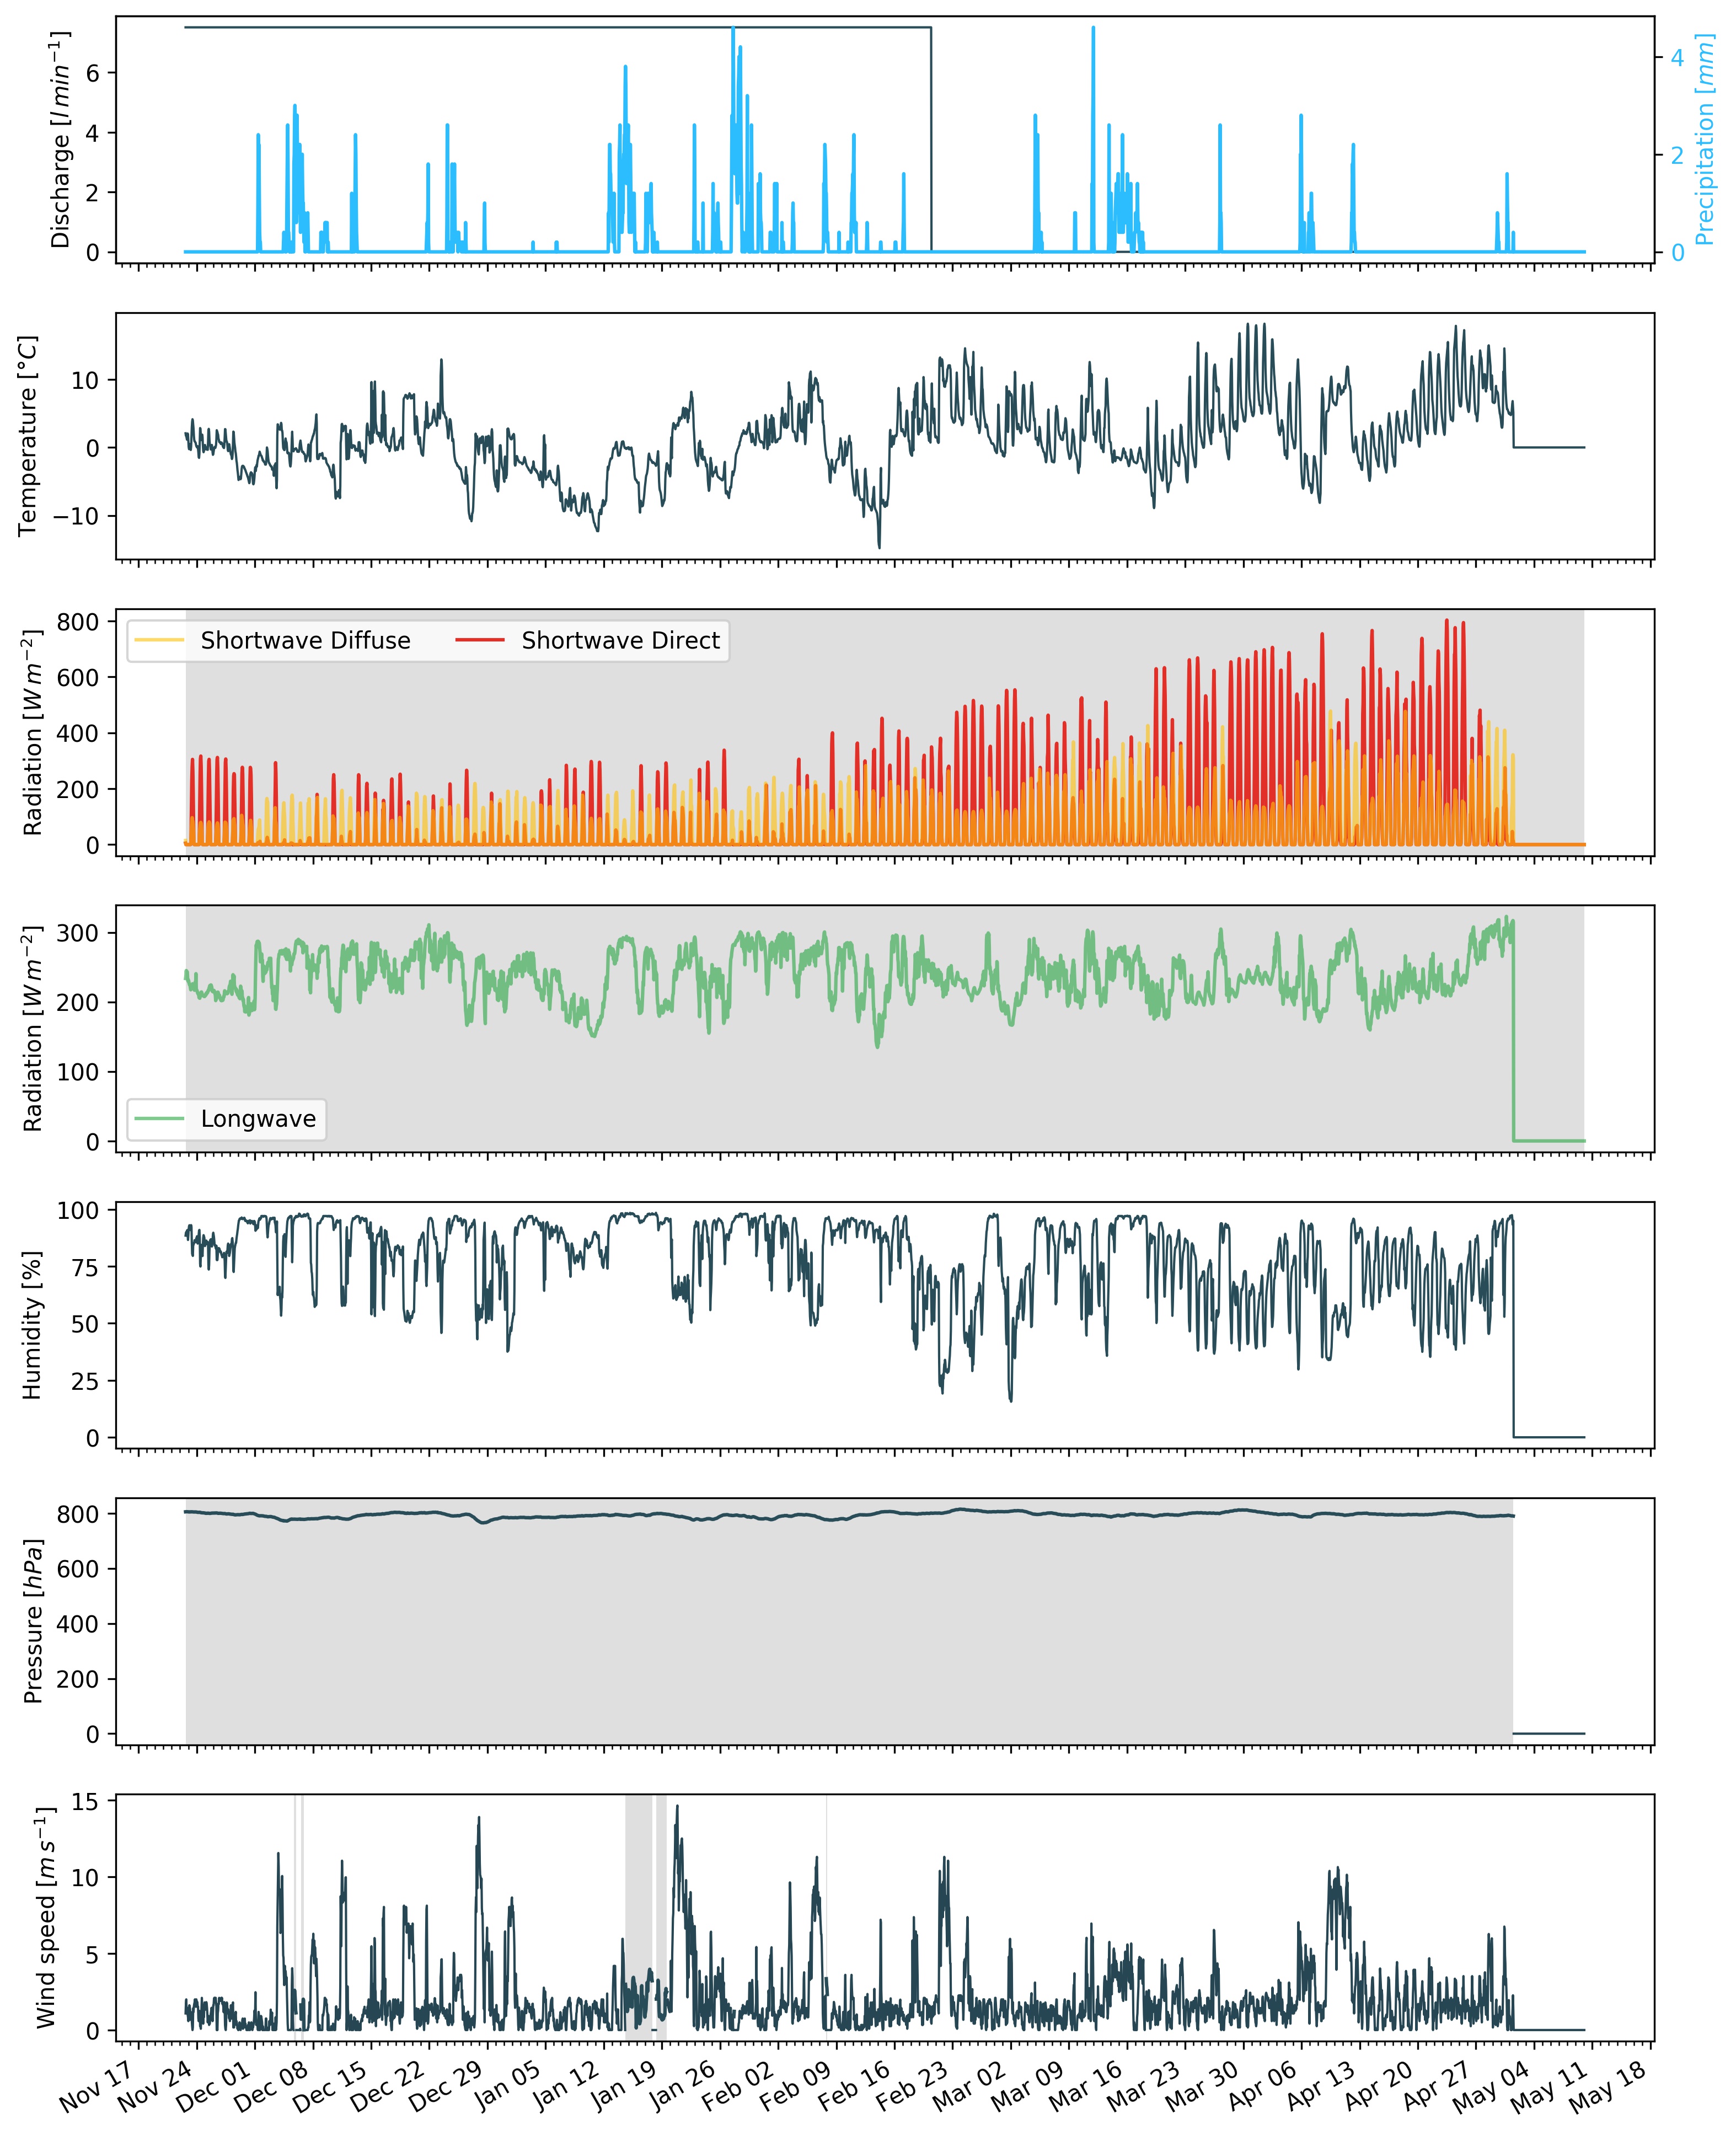 Discharge [l min⁻¹]
6
4
2
0
4
2
0
Precipitation [mm]
Temperature [°C]
10
0
−10
Radiation [W m⁻²]
800
600
400
200
0
Shortwave Diffuse
Shortwave Direct
Radiation [W m⁻²]
300
200
100
0
Longwave
Humidity [%]
100
75
50
25
0
Pressure [hPa]
800
600
400
200
0
Wind speed [m s⁻¹]
15
10
5
0
Nov 17
Nov 24
Dec 01
Dec 08
Dec 15
Dec 22
Dec 29
Jan 05
Jan 12
Jan 19
Jan 26
Feb 02
Feb 09
Feb 16
Feb 23
Mar 02
Mar 09
Mar 16
Mar 23
Mar 30
Apr 06
Apr 13
Apr 20
Apr 27
May 04
May 11
May 18